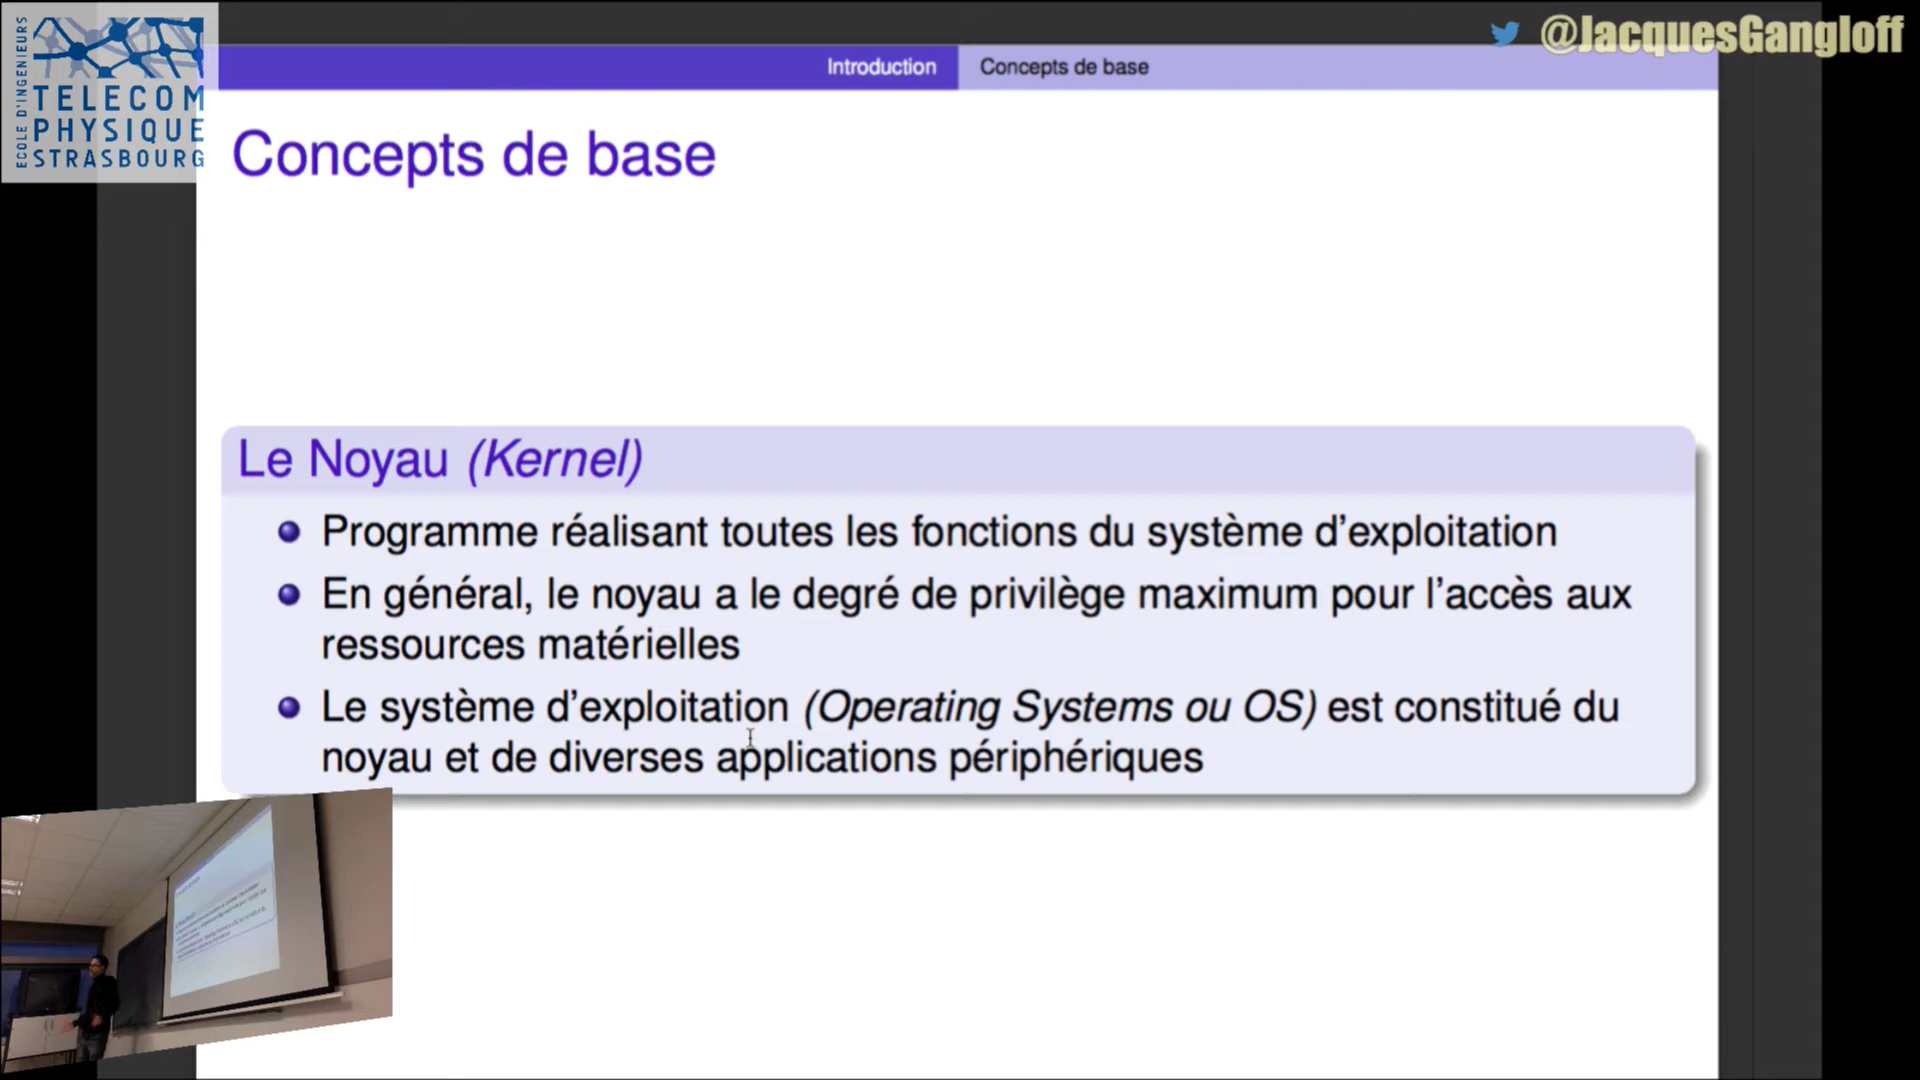 ECOLE D'INGENIEURS
TELECOM
PHYSIQUE
STRASBOURG
@JacquesGangloff
Introduction
Concepts de base
Concepts de base
Le Noyau (Kernel)
Programme réalisant toutes les fonctions du système d'exploitation
En général, le noyau a le degré de privilège maximum pour l'accès aux
ressources matérielles
Le système d'exploitation (Operating Systems ou OS) est constitué du
noyau et de diverses applications périphériques